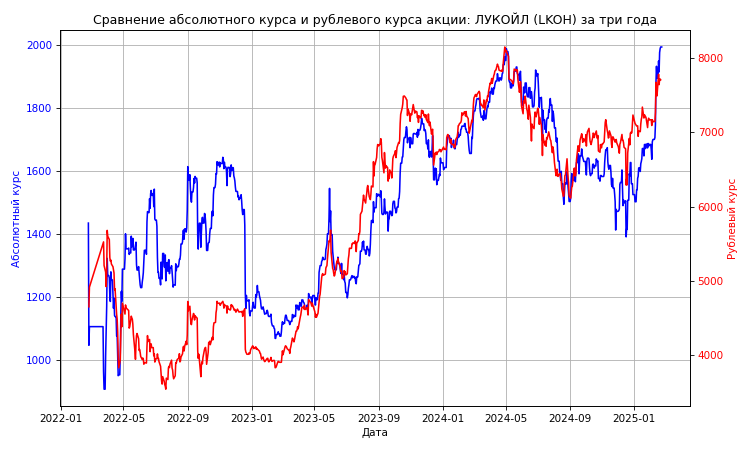 Сравнение абсолютного курса и рублевого курса акции: ЛУКОЙЛ (LKOH) за три года
2000
1800
1600
1400
1200
1000
Абсолютный курс
8000
7000
6000
5000
4000
Рублевый курс
2022-01 2022-05 2022-09 2023-01 2023-05 2023-09 2024-01 2024-05 2024-09 2025-01
Дата